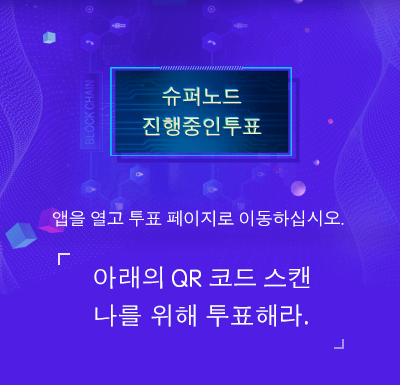 BLOCK CHAIN
슈퍼노드
진행중인투표
앱을 열고 투표 페이지로 이동하십시오.
아래의 QR 코드 스캔
나를 위해 투표해라.